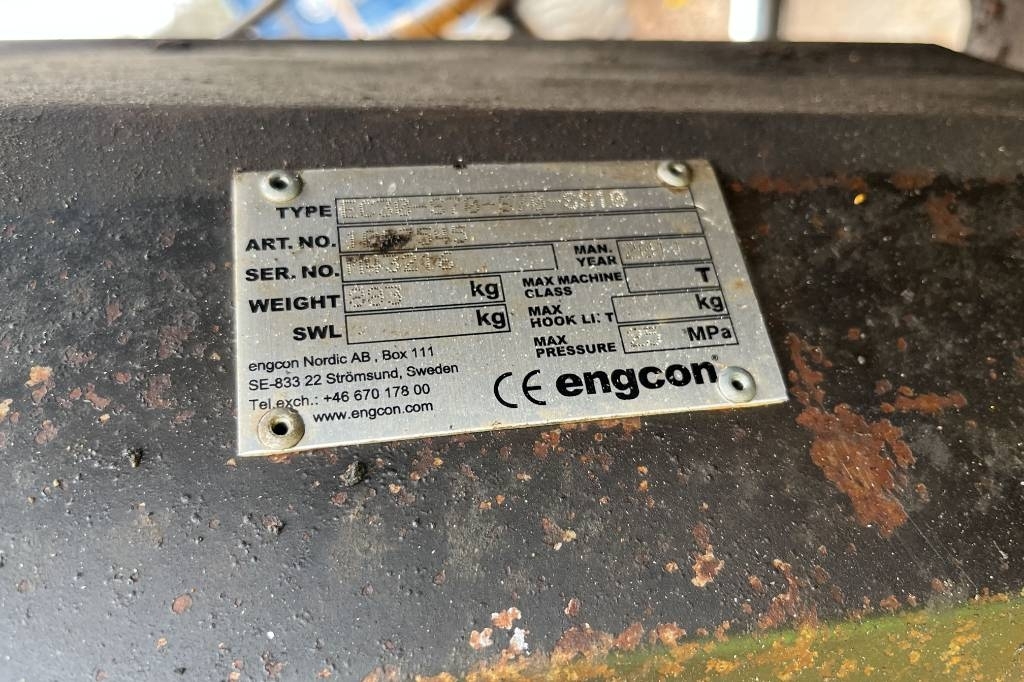 TYPE
ART. NO.
SER. NO. MAN. YEAR
WEIGHT 883 kg MAX MACHINE CLASS T
SWL kg MAX HOOK LI T kg
MAX PRESSURE 25 MPa
engcon Nordic AB , Box 111
SE-833 22 Strömsund, Sweden
Tel.exch.: +46 670 178 00
www.engcon.com
CE engcon